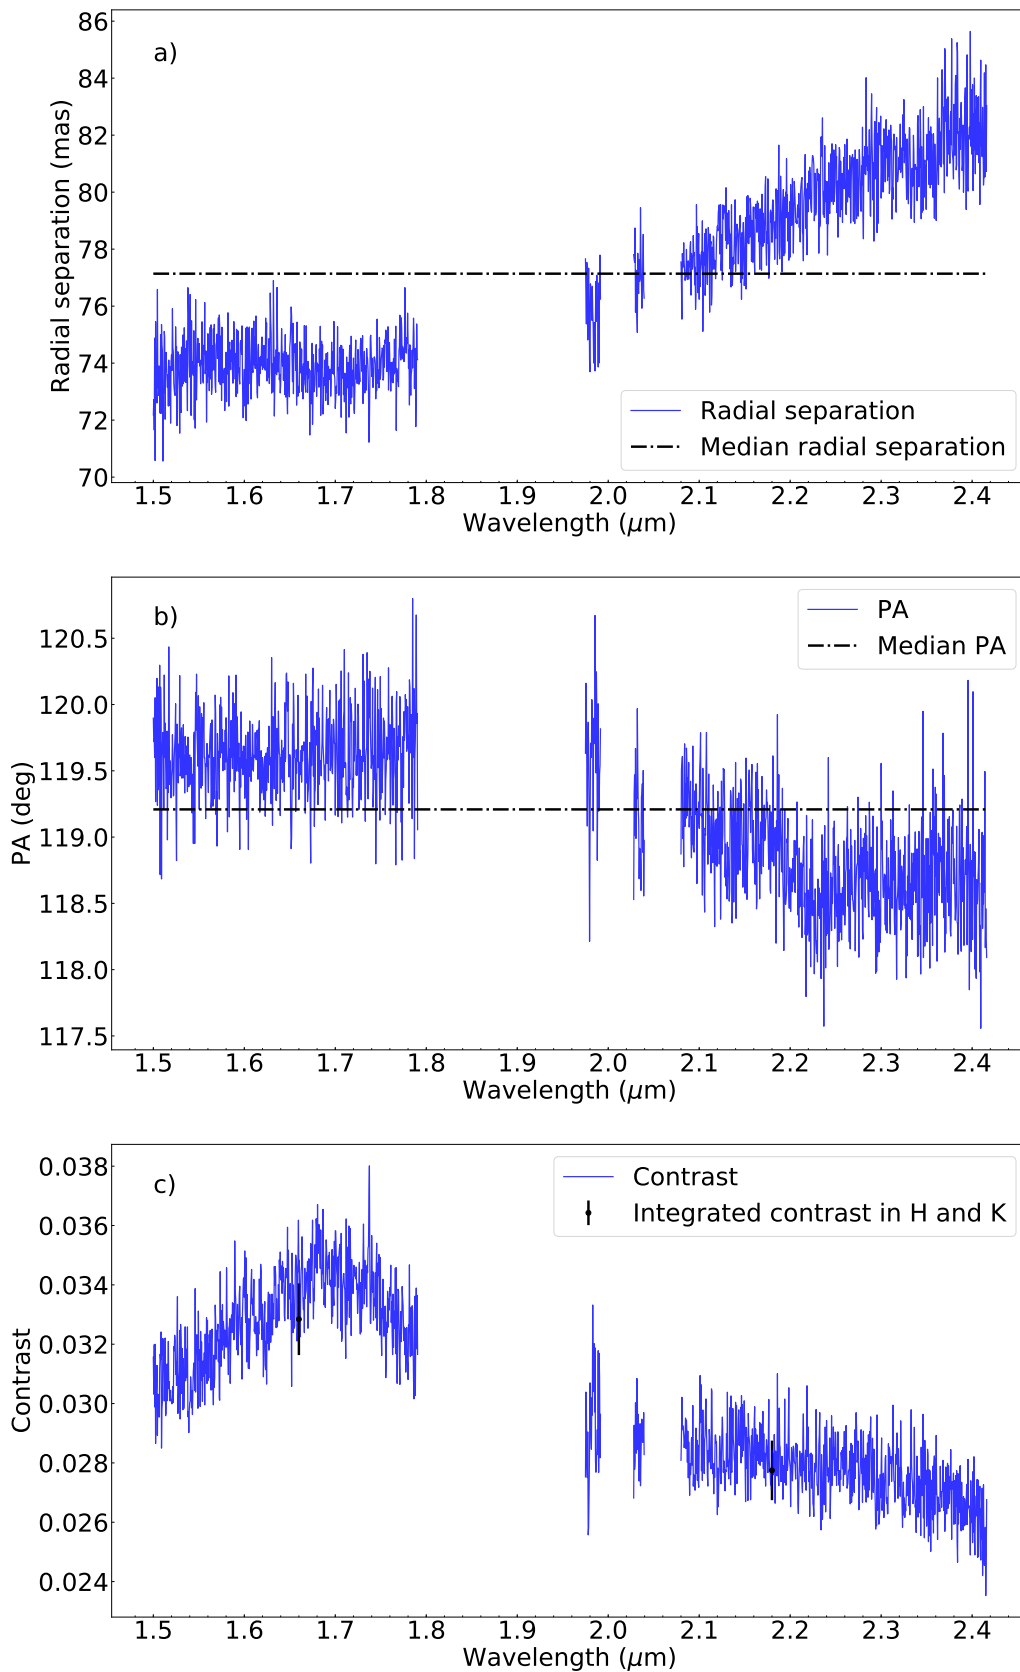 86
84
82
80
78
76
74
72
70
Radial separation (mas)
a)
Radial separation
Median radial separation
1.5 1.6 1.7 1.8 1.9 2.0 2.1 2.2 2.3 2.4
Wavelength (μm)
120.5
120.0
119.5
119.0
118.5
118.0
117.5
PA (deg)
b)
PA
Median PA
1.5 1.6 1.7 1.8 1.9 2.0 2.1 2.2 2.3 2.4
Wavelength (μm)
0.038
0.036
0.034
0.032
0.030
0.028
0.026
0.024
Contrast
c)
Contrast
Integrated contrast in H and K
1.5 1.6 1.7 1.8 1.9 2.0 2.1 2.2 2.3 2.4
Wavelength (μm)